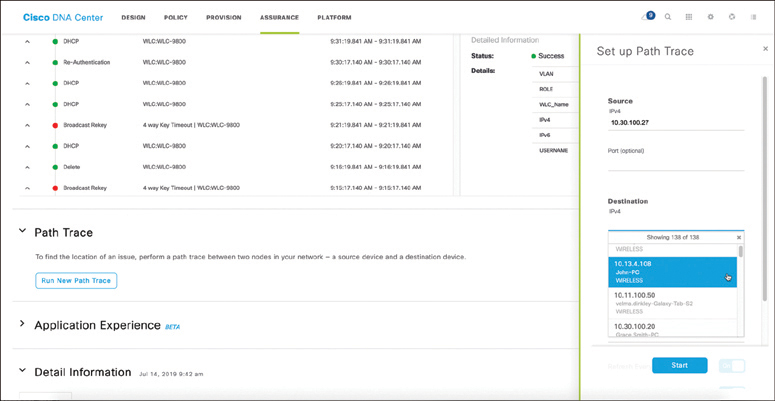 Cisco DNA Center DESIGN POLICY PROVISION ASSURANCE PLATFORM 9
DHCP WLC:WLC-9800 9:31:19.841 AM - 9:31:19.841 AM
Re-Authentication WLC:WLC-9800 9:30:17.140 AM - 9:30:17.140 AM
DHCP WLC:WLC-9800 9:26:19.841 AM - 9:26:19.841 AM
DHCP WLC:WLC-9800 9:25:17.140 AM - 9:25:17.140 AM
Broadcast Rekey 4 way Key Timeout | WLC:WLC-9800 9:21:19.841 AM - 9:21:19.841 AM
DHCP WLC:WLC-9800 9:20:17.140 AM - 9:20:17.140 AM
Delete WLC:WLC-9800 9:16:19.841 AM - 9:16:19.841 AM
Broadcast Rekey 4 way Key Timeout | WLC:WLC-9800 9:15:17.140 AM - 9:15:17.140 AM
Detailed Information
Status: Success
Details: VLAN
ROLE
WLC_Name
IPv4
IPv6
USERNAME
Path Trace
To find the location of an issue, perform a path trace between two nodes in your network – a source device and a destination device.
Run New Path Trace
Application Experience BETA
Detail Information Jul 14, 2019 9:42 am
Set up Path Trace
Source
IPv4
10.30.100.27
Port (optional)
Destination
IPv4
Showing 138 of 138
WIRELESS
10.13.4.108
John-PC
WIRELESS
10.11.100.50
velma.dinkley-Galaxy-Tab-S2
WIRELESS
10.30.100.20
Grace.Smith-PC
Start